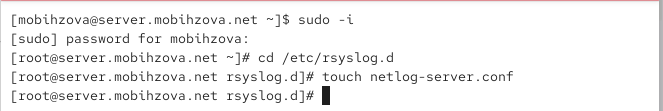 [mobihzova@server.mobihzova.net ~]$ sudo -i
[sudo] password for mobihzova:
[root@server.mobihzova.net ~]# cd /etc/rsyslog.d
[root@server.mobihzova.net rsyslog.d]# touch netlog-server.conf
[root@server.mobihzova.net rsyslog.d]#